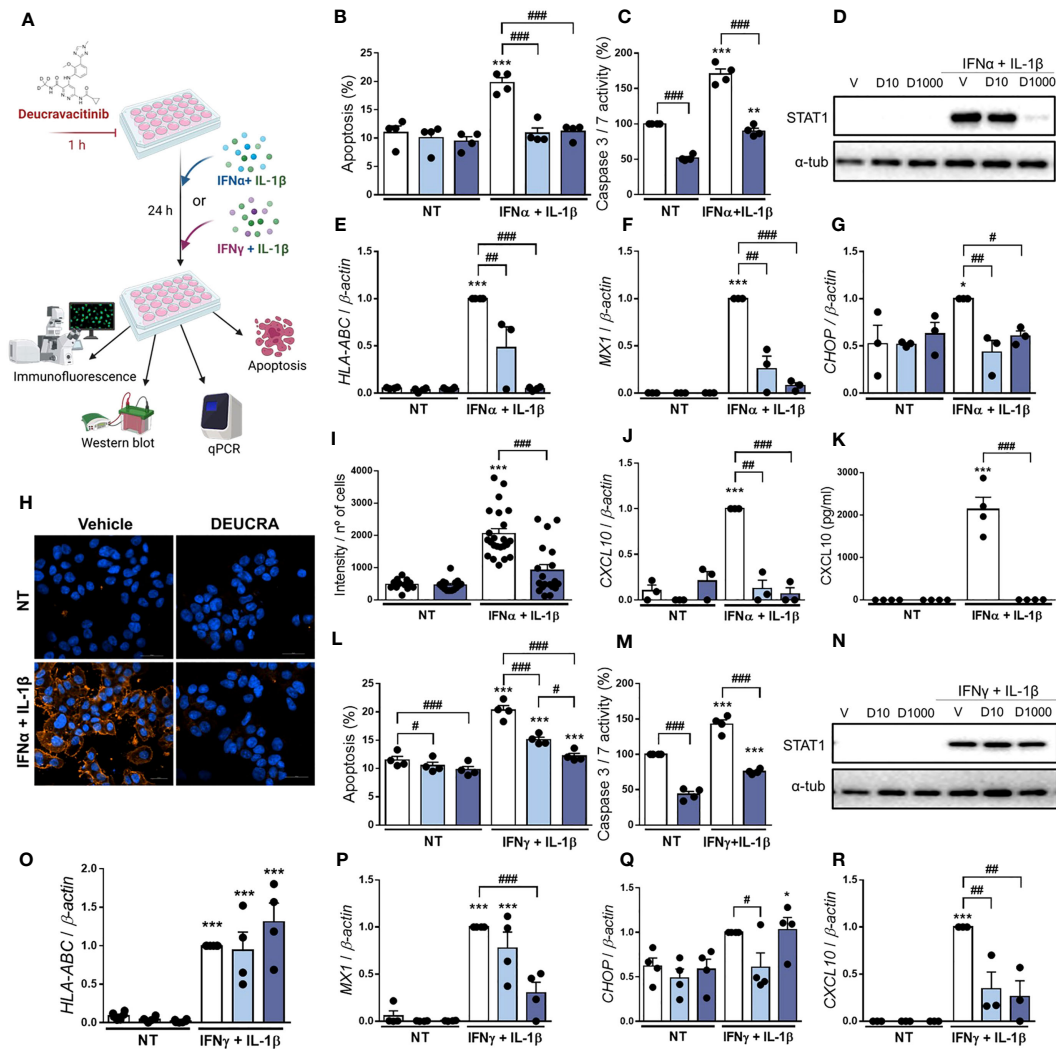 A
Deucravacitinib
1 h
IFNα+ IL-1β
24 h
or
IFNγ + IL-1β
Immunofluorescence
Apoptosis
Western blot
qPCR
B
Apoptosis (%)
25
20
15
10
5
0
***
###
###
NT
IFNα + IL-1β
C
Caspase 3 / 7 activity (%)
200
150
100
50
0
###
***
###
**
NT
IFNα+IL-1β
D
IFNα + IL-1β
V D10 D1000 V D10 D1000
STAT1
α-tub
E
HLA-ABC / β-actin
1.5
1.0
0.5
0.0
***
##
###
NT
IFNα + IL-1β
F
MX1 / β-actin
1.5
1.0
0.5
0.0
***
##
###
NT
IFNα + IL-1β
G
CHOP / β-actin
1.5
1.0
0.5
0.0
*
##
#
NT
IFNα + IL-1β
H
Vehicle DEUCRA
NT
IFNα + IL-1β
I
Intensity / nº of cells
4000
3000
2000
1000
0
***
###
NT
IFNα + IL-1β
J
CXCL10 / β-actin
1.5
1.0
0.5
0.0
***
##
###
NT
IFNα + IL-1β
K
CXCL10 (pg/ml)
3000
2000
1000
0
***
###
NT
IFNα + IL-1β
L
Apoptosis (%)
25
20
15
10
5
0
#
###
***
###
###
***
#
***
NT
IFNγ + IL-1β
M
Caspase 3 / 7 activity (%)
200
150
100
50
0
###
***
###
***
NT
IFNγ+IL-1β
N
IFNγ + IL-1β
V D10 D1000 V D10 D1000
STAT1
α-tub
O
HLA-ABC / β-actin
2.0
1.5
1.0
0.5
0.0
***
***
***
NT
IFNγ + IL-1β
P
MX1 / β-actin
1.5
1.0
0.5
0.0
***
***
###
NT
IFNγ + IL-1β
Q
CHOP / β-actin
1.5
1.0
0.5
0.0
#
*
NT
IFNγ + IL-1β
R
CXCL10 / β-actin
1.5
1.0
0.5
0.0
***
##
##
NT
IFNγ + IL-1β